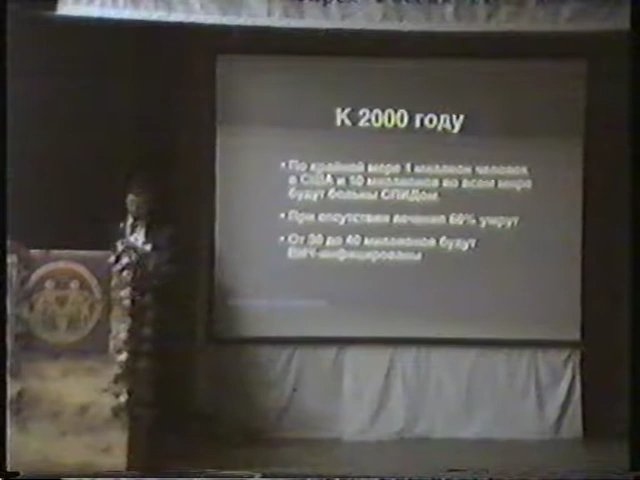 К 2000 году
• По крайней мере 1 миллион человек
в США и 10 миллионов во всем мире
будут больны СПИДом.
• При отсутствии лечения 60% умрут
• От 30 до 40 миллионов будут
ВИЧ-инфицированы